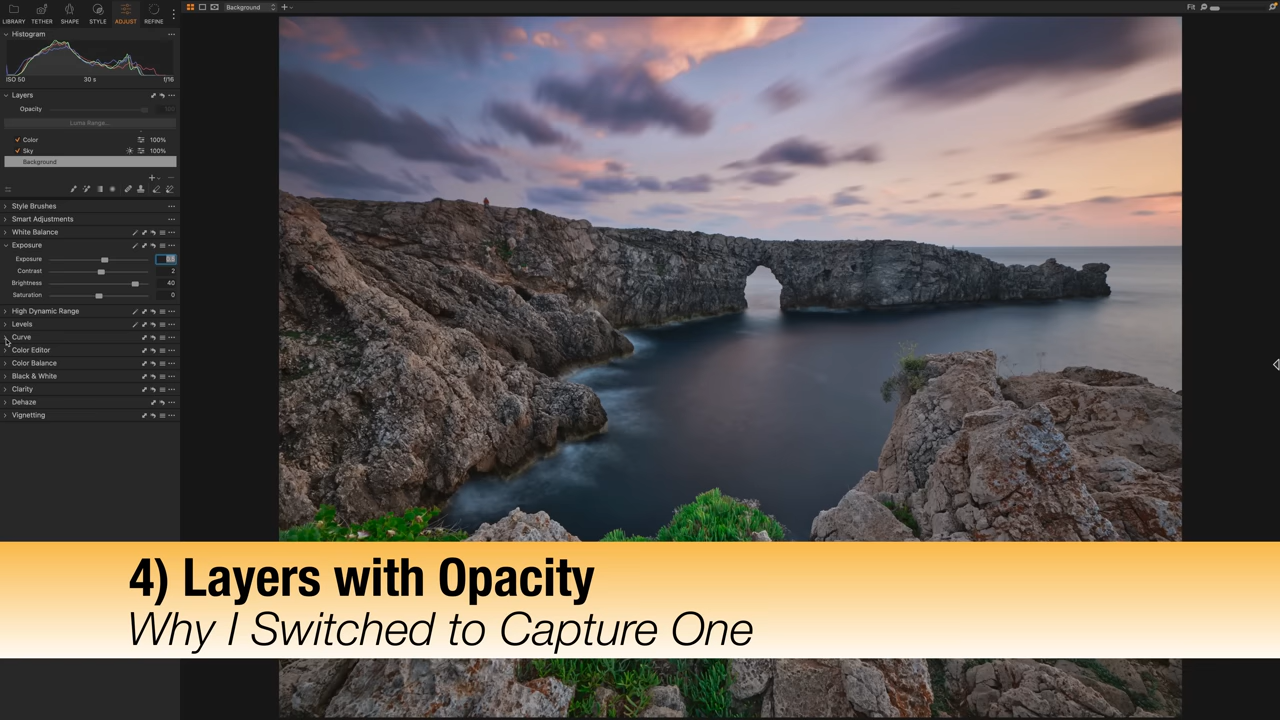 LIBRARY TETHER SHAPE STYLE ADJUST REFINE
Background
Fit
Histogram
ISO 50 30 s f/16
Layers
Opacity
Luma Range...
Color 100%
Sky 100%
Background
Style Brushes
Smart Adjustments
White Balance
Exposure
Exposure
Contrast 2
Brightness 40
Saturation 0
High Dynamic Range
Levels
Curve
Color Editor
Color Balance
Black & White
Clarity
Dehaze
Vignetting
4) Layers with Opacity
Why I Switched to Capture One